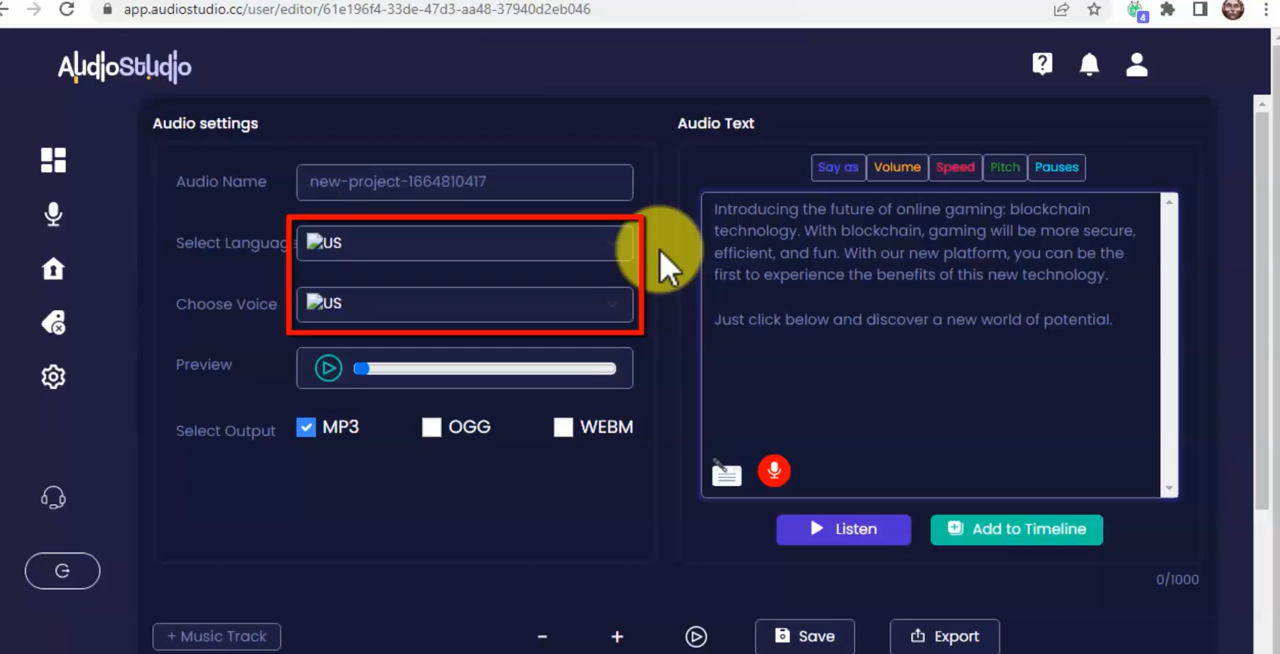 app.audiostudio.cc/user/editor/61e196f4-33de-47d3-aa48-37940d2eb046
4
AudioStudio
Audio settings
Audio Name
new-project-1664810417
Select Languag
US
Choose Voice
US
Preview
Select Output
MP3
OGG
WEBM
Audio Text
Say as
Volume
Speed
Pitch
Pauses
Introducing the future of online gaming: blockchain
technology. With blockchain, gaming will be more secure,
efficient, and fun. With our new platform, you can be the
first to experience the benefits of this new technology.
Just click below and discover a new world of potential.
Listen
Add to Timeline
0/1000
+ Music Track
Save
Export